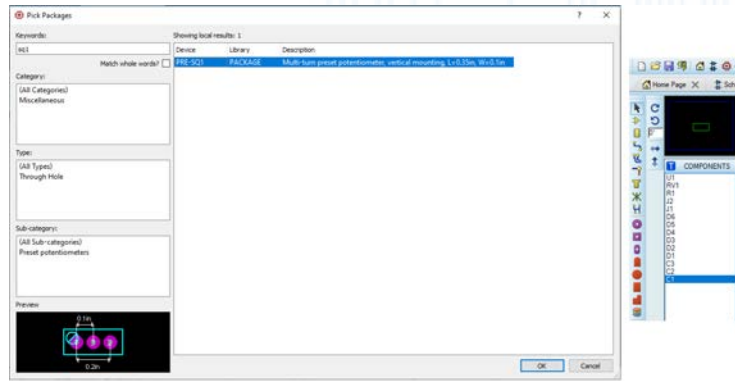 Pick Packages
? ×
Keywords:
sq1
Match whole words?
Showing local results: 1
Device Library Description
PRE-SQ1 PACKAGE Multi-turn preset potentiometer, vertical mounting, L=0.35in, W=0.1in
Category:
(All Categories)
Miscellaneous
Type:
(All Types)
Through Hole
Sub-category:
(All Sub-categories)
Preset potentiometers
Preview
0.1in
0.2in
OK Cancel
Home Page × Sch
COMPONENTS
U1
RV1
R1
J2
J1
D6
D5
D4
D3
D2
D1
C3
C2
C1